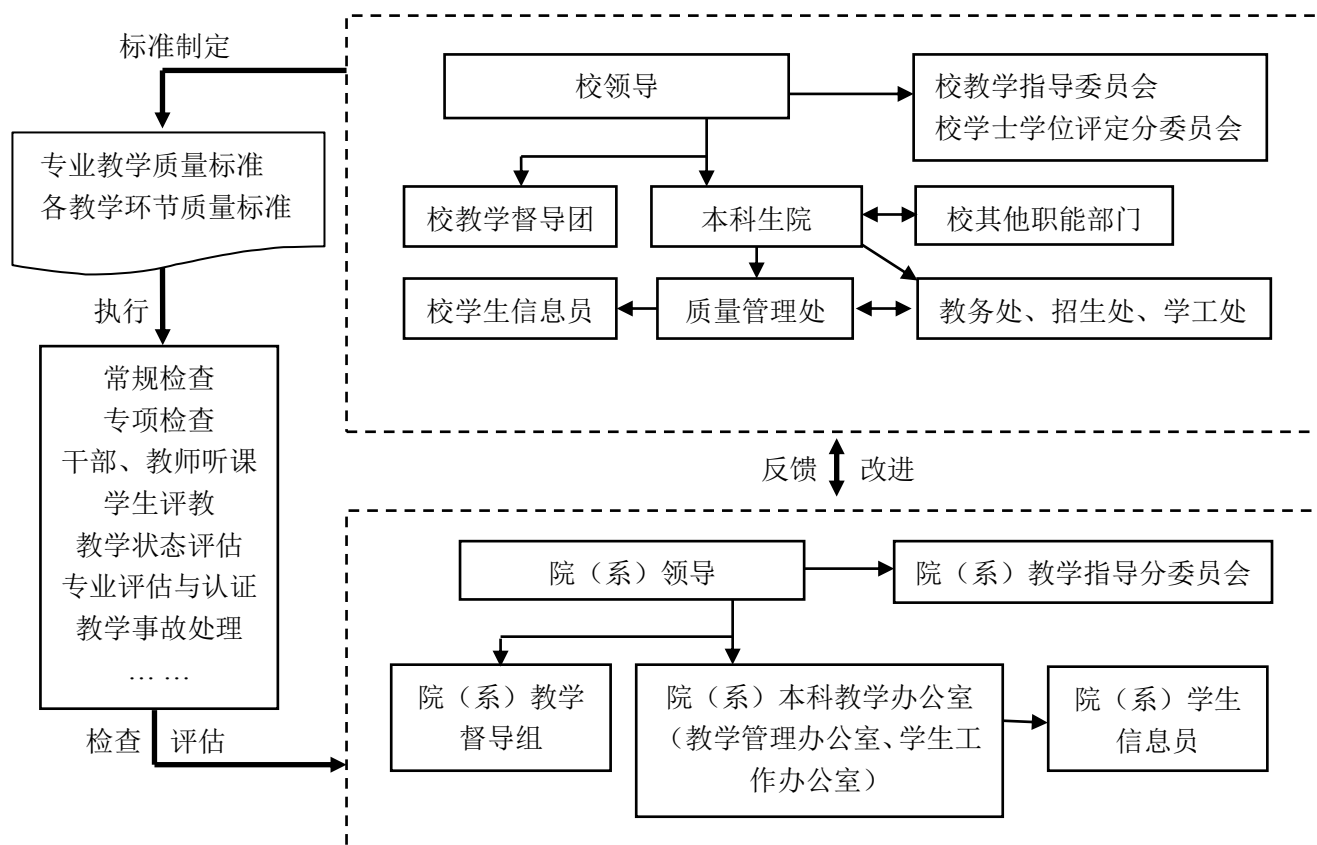 标准制定
专业教学质量标准
各教学环节质量标准
执行
常规检查
专项检查
干部、教师听课
学生评教
教学状态评估
专业评估与认证
教学事故处理
… …
检查 评估
校领导
校教学指导委员会
校学士学位评定分委员会
校教学督导团
本科生院
校其他职能部门
校学生信息员
质量管理处
教务处、招生处、学工处
反馈 改进
院（系）领导
院（系）教学指导分委员会
院（系）教学
督导组
院（系）本科教学办公室
（教学管理办公室、学生工
作办公室）
院（系）学生
信息员